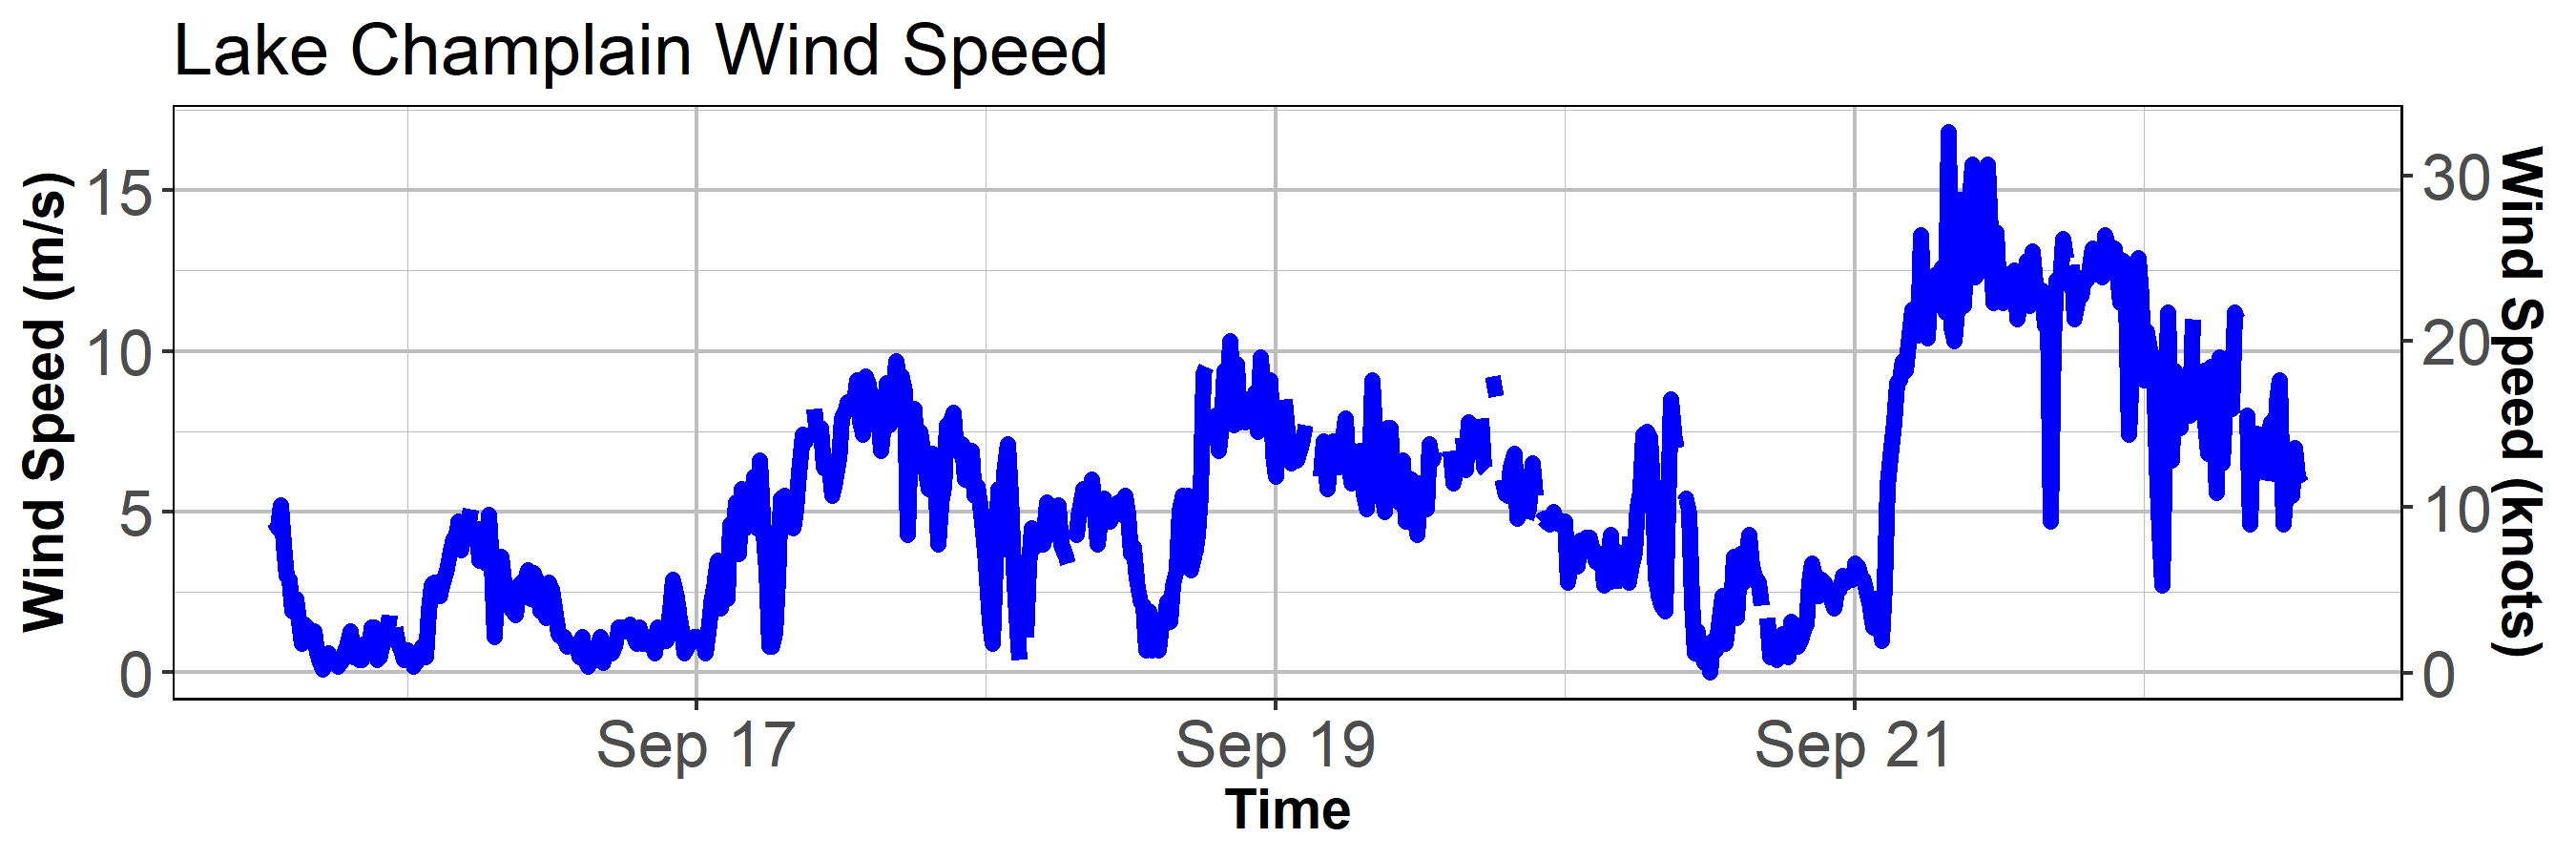 Lake Champlain Wind Speed
Wind Speed (m/s)
15
10
5
0
30
20
10
0
Wind Speed (knots)
Sep 17
Sep 19
Sep 21
Time